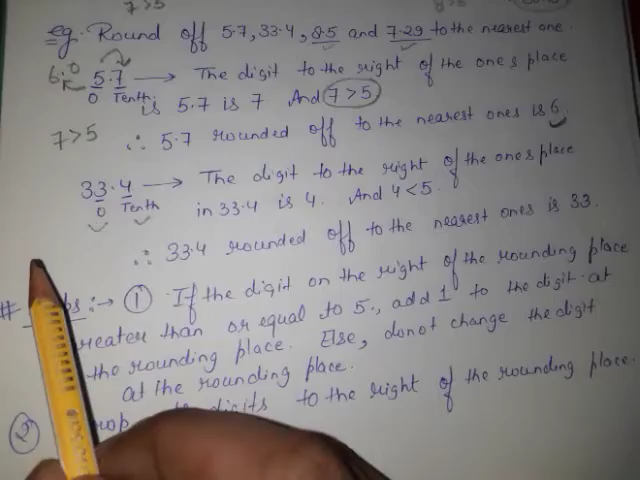 7>5
eg. Round off 5.7, 33.4, 8.5 and 7.29 to the nearest one.
6.0 5.7 → The digit to the right of the one's place
O Tenth is 5.7 is 7 And 7>5
7>5 ∴ 5.7 rounded off to the nearest ones is 6.
33.4 → The digit to the right of the ones place
O Tenth in 33.4 is 4. And 4<5.
∴ 33.4 rounded off to the nearest ones is 33.
# :→ ① If the digit on the right of the rounding place
than or equal to 5, add 1 to the digit at
the rounding place. Else, donot change the digit
at the rounding place.
② digits to the right of the rounding place.